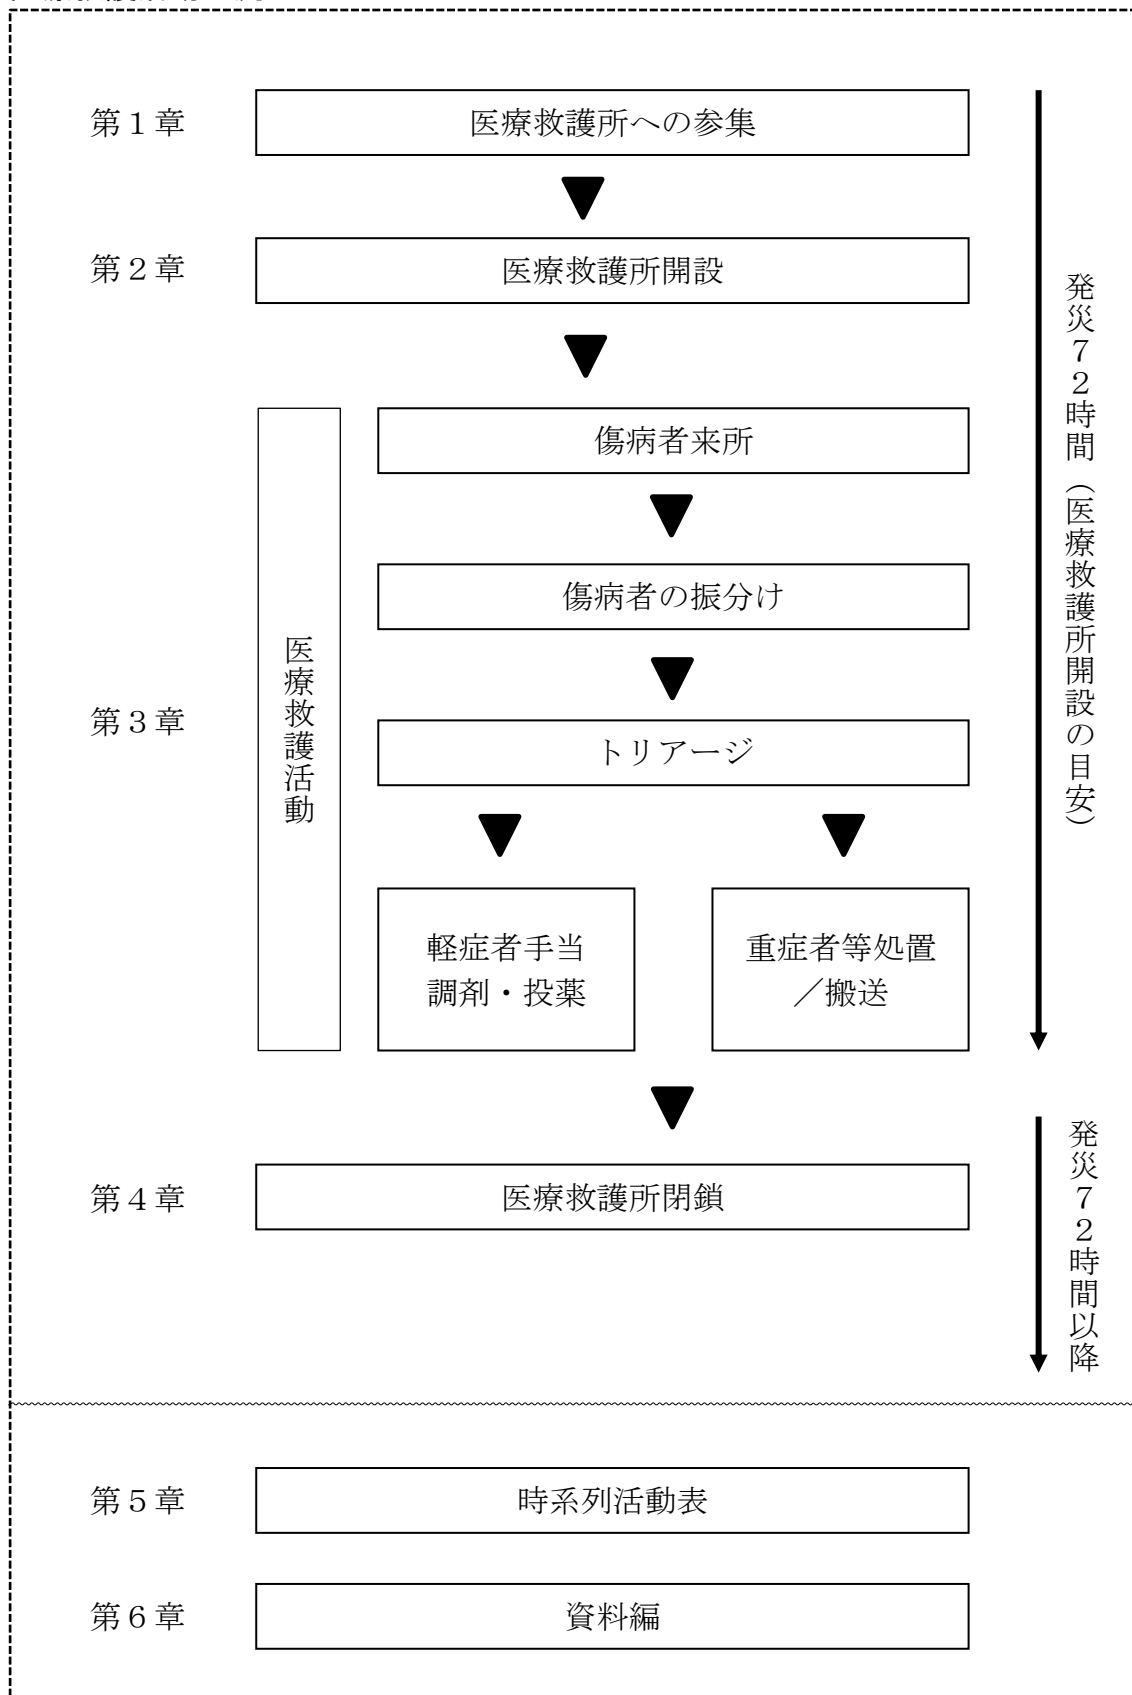 第１章
医療救護所への参集
第２章
医療救護所開設
傷病者来所
傷病者の振分け
第３章
医療救護活動
トリアージ
軽症者手当
調剤・投薬
重症者等処置
／搬送
発災７２時間（医療救護所開設の目安）
第４章
医療救護所閉鎖
発災７２時間以降
第５章
時系列活動表
第６章
資料編